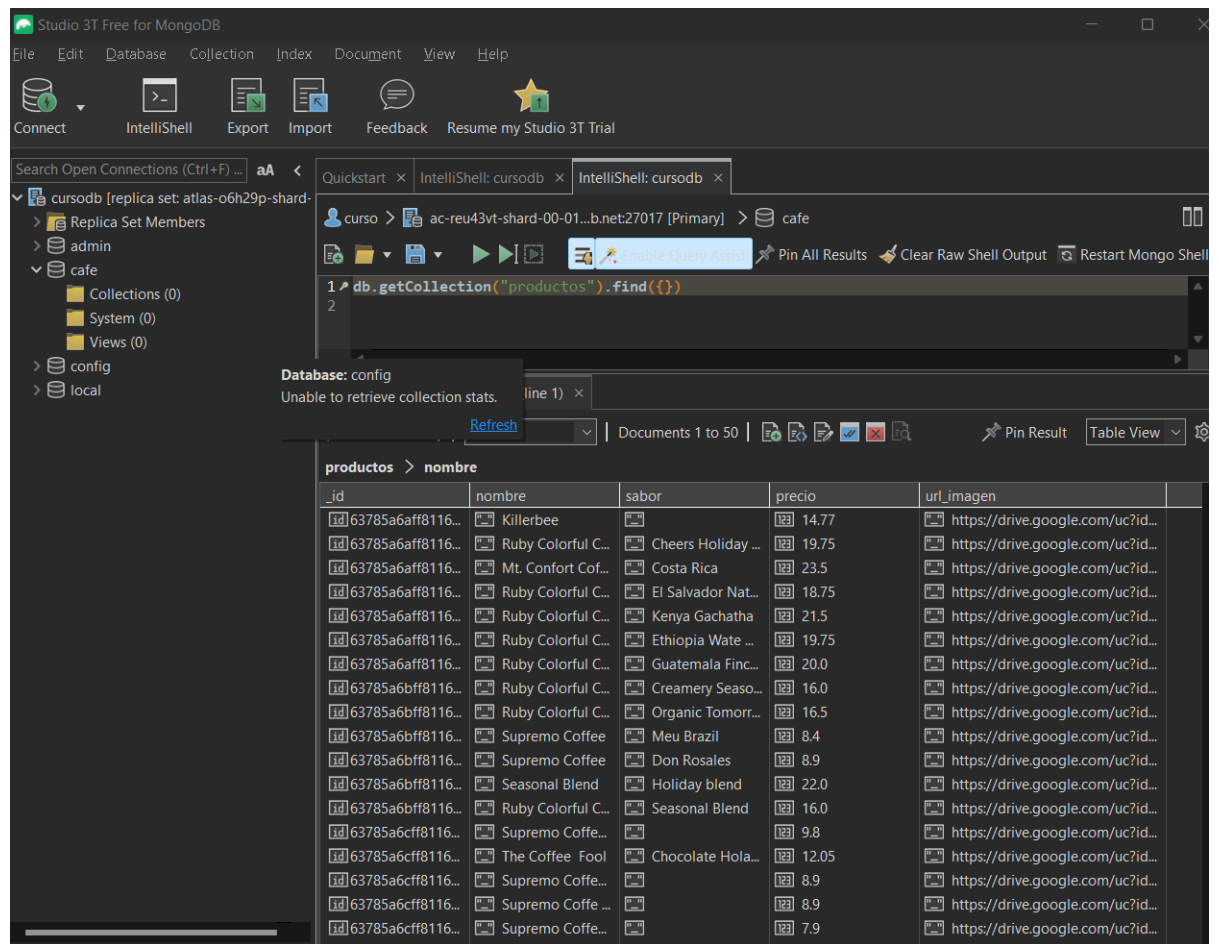 Studio 3T Free for MongoDB
File Edit Database Collection Index Document View Help
Connect IntelliShell Export Import Feedback Resume my Studio 3T Trial
Search Open Connections (Ctrl+F) ... aA
Quickstart × IntelliShell: cursodb × IntelliShell: cursodb ×
cursodb [replica set: atlas-o6h29p-shard-
Replica Set Members
admin
cafe
Collections (0)
System (0)
Views (0)
config
local
curso > ac-reu43vt-shard-00-01...b.net:27017 [Primary] > cafe
Enable Query Assist Pin All Results Clear Raw Shell Output Restart Mongo Shell
1 db.getCollection("productos").find({})
2
Database: config
Unable to retrieve collection stats.
Refresh
line 1) ×
Documents 1 to 50 Pin Result Table View
productos > nombre
_id nombre sabor precio url_imagen
63785a6aff8116... Killerbee 14.77 https://drive.google.com/uc?id...
63785a6aff8116... Ruby Colorful C... Cheers Holiday ... 19.75 https://drive.google.com/uc?id...
63785a6aff8116... Mt. Confort Cof... Costa Rica 23.5 https://drive.google.com/uc?id...
63785a6aff8116... Ruby Colorful C... El Salvador Nat... 18.75 https://drive.google.com/uc?id...
63785a6aff8116... Ruby Colorful C... Kenya Gachatha 21.5 https://drive.google.com/uc?id...
63785a6aff8116... Ruby Colorful C... Ethiopia Wate ... 19.75 https://drive.google.com/uc?id...
63785a6aff8116... Ruby Colorful C... Guatemala Finc... 20.0 https://drive.google.com/uc?id...
63785a6bff8116... Ruby Colorful C... Creamery Seaso... 16.0 https://drive.google.com/uc?id...
63785a6bff8116... Ruby Colorful C... Organic Tomorr... 16.5 https://drive.google.com/uc?id...
63785a6bff8116... Supremo Coffee Meu Brazil 8.4 https://drive.google.com/uc?id...
63785a6bff8116... Supremo Coffee Don Rosales 8.9 https://drive.google.com/uc?id...
63785a6bff8116... Seasonal Blend Holiday blend 22.0 https://drive.google.com/uc?id...
63785a6bff8116... Ruby Colorful C... Seasonal Blend 16.0 https://drive.google.com/uc?id...
63785a6cff8116... Supremo Coffe... 9.8 https://drive.google.com/uc?id...
63785a6cff8116... The Coffee Fool Chocolate Hola... 12.05 https://drive.google.com/uc?id...
63785a6cff8116... Supremo Coffe... 8.9 https://drive.google.com/uc?id...
63785a6cff8116... Supremo Coffe ... 8.9 https://drive.google.com/uc?id...
63785a6cff8116... Supremo Coffe... 7.9 https://drive.google.com/uc?id...